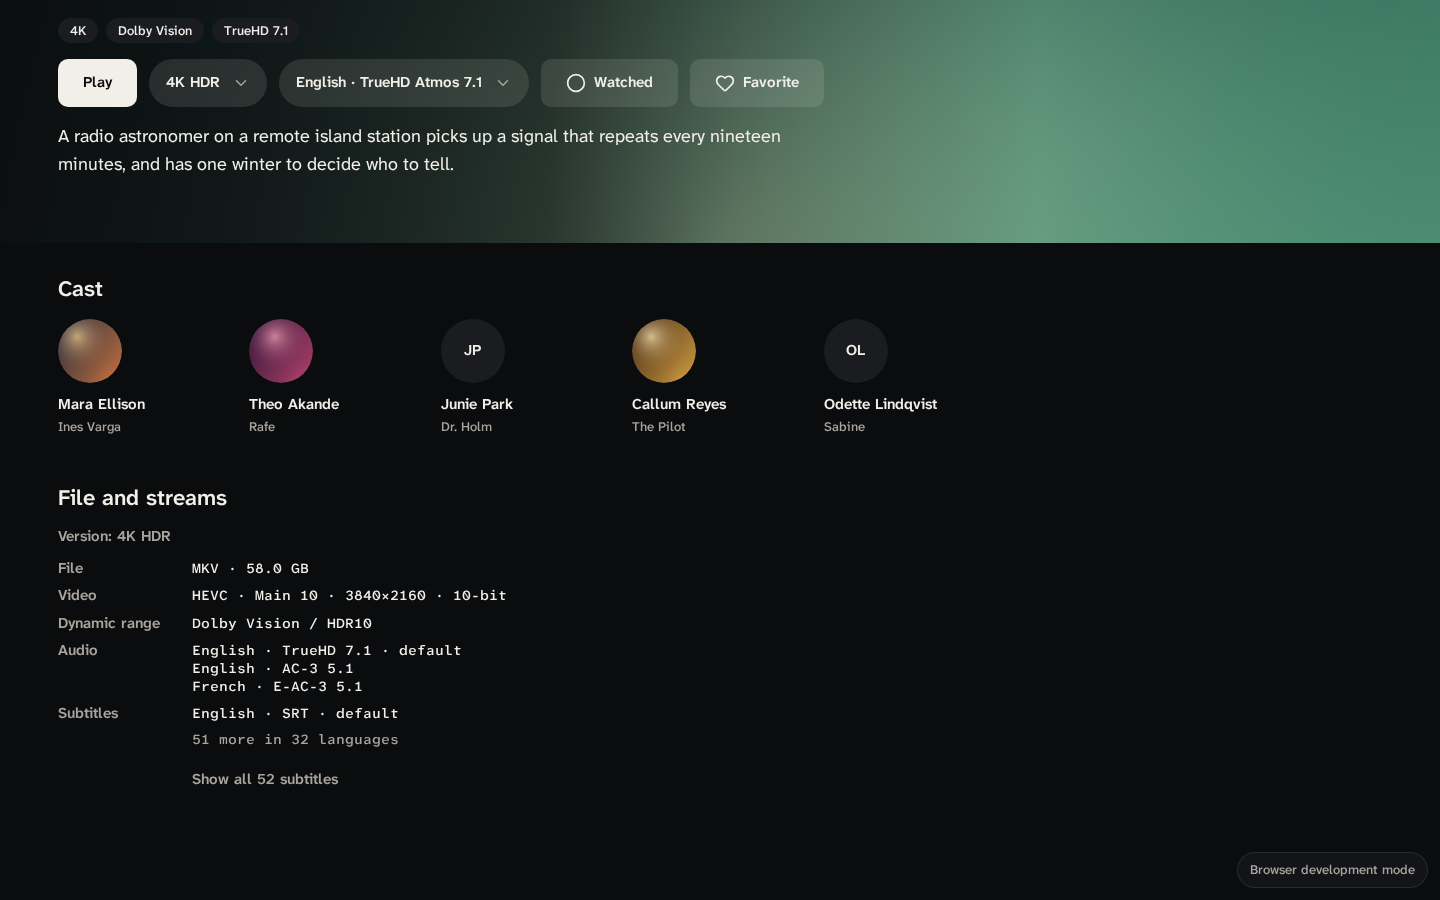 4K
Dolby Vision
TrueHD 7.1
Play
4K HDR
English · TrueHD Atmos 7.1
Watched
Favorite
A radio astronomer on a remote island station picks up a signal that repeats every nineteen
minutes, and has one winter to decide who to tell.
Cast
JP
OL
Mara Ellison
Theo Akande
Junie Park
Callum Reyes
Odette Lindqvist
Ines Varga
Rafe
Dr. Holm
The Pilot
Sabine
File and streams
Version: 4K HDR
File
MKV · 58.0 GB
Video
HEVC · Main 10 · 3840×2160 · 10-bit
Dynamic range
Dolby Vision / HDR10
Audio
English · TrueHD 7.1 · default
English · AC-3 5.1
French · E-AC-3 5.1
Subtitles
English · SRT · default
51 more in 32 languages
Show all 52 subtitles
Browser development mode